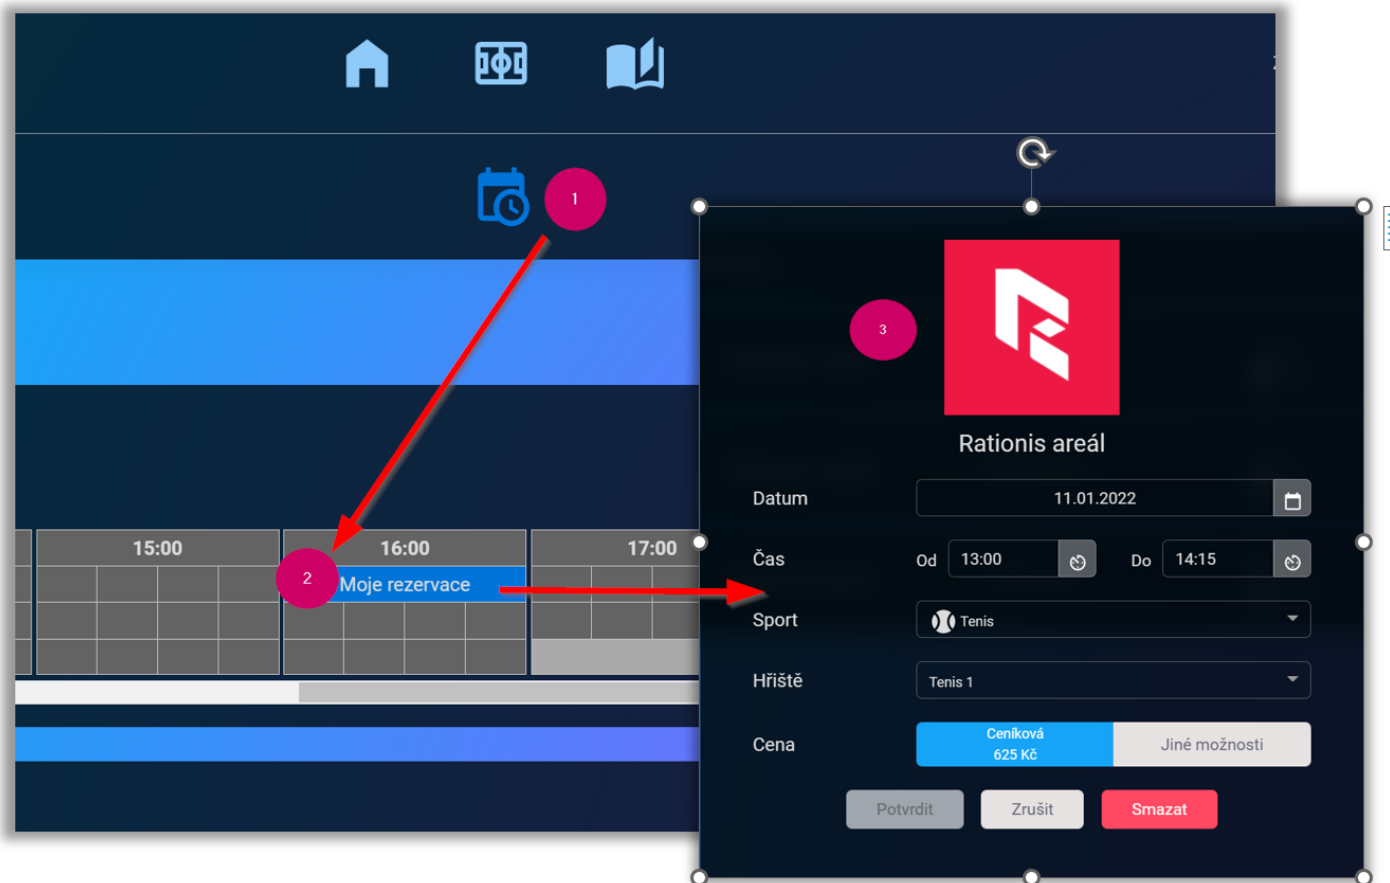 1
3
Rationis areál
Datum 11.01.2022
15:00 16:00 17:00
2 Moje rezervace
Čas Od 13:00 Do 14:15
Sport Tenis
Hřiště Tenis 1
Cena Ceníková 625 Kč Jiné možnosti
Potvrdit Zrušit Smazat